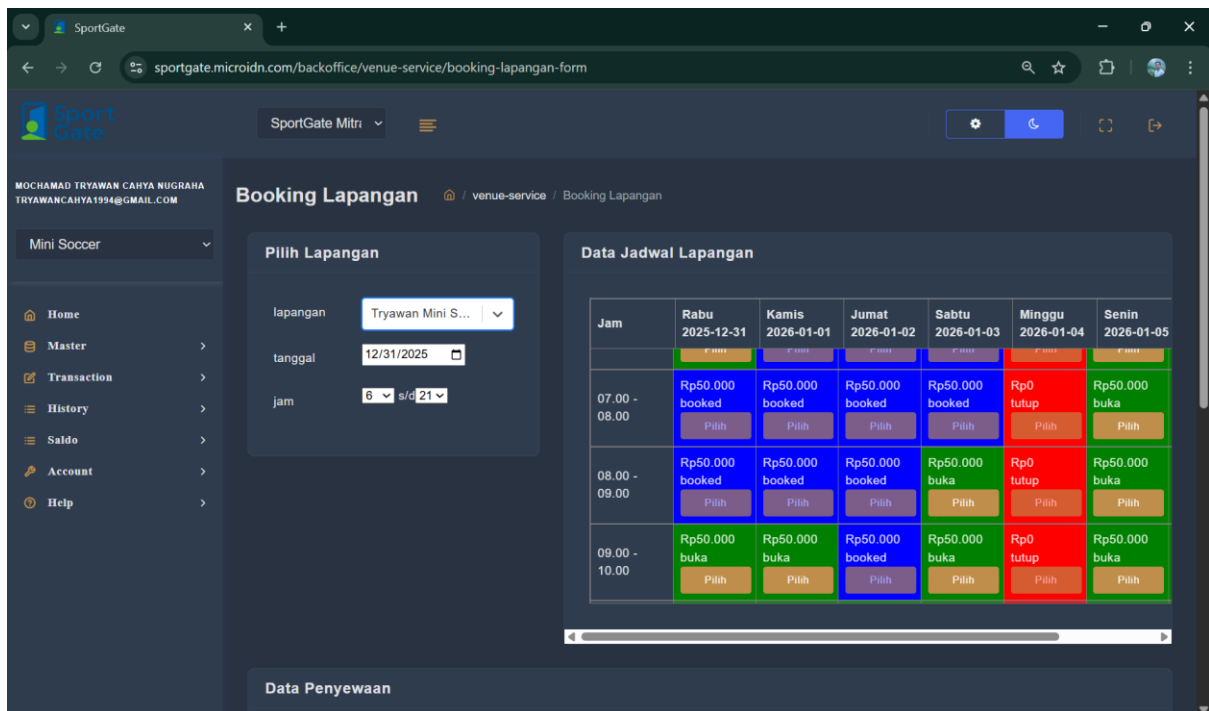 SportGate
sportgate.microidn.com/backoffice/venue-service/booking-lapangan-form
Sport
Gate
SportGate Mitra
MOCHAMAD TRYAWAN CAHYA NUGRAHA
TRYAWANCAHYA1994@GMAIL.COM
Mini Soccer
Home
Master
Transaction
History
Saldo
Account
Help
Booking Lapangan / venue-service / Booking Lapangan
Pilih Lapangan
lapangan Tryawan Mini S...
tanggal 12/31/2025
jam 6 s/d 21
Data Jadwal Lapangan
Jam Rabu Kamis Jumat Sabtu Minggu Senin
2025-12-31 2026-01-01 2026-01-02 2026-01-03 2026-01-04 2026-01-05
Pilih Pilih Pilih Pilih Pilih Pilih
Rp50.000 Rp50.000 Rp50.000 Rp50.000 Rp0 Rp50.000
07.00 - booked booked booked booked tutup buka
08.00 Pilih Pilih Pilih Pilih Pilih Pilih
Rp50.000 Rp50.000 Rp50.000 Rp50.000 Rp0 Rp50.000
08.00 - booked booked booked buka tutup buka
09.00 Pilih Pilih Pilih Pilih Pilih Pilih
Rp50.000 Rp50.000 Rp50.000 Rp50.000 Rp0 Rp50.000
09.00 - buka buka booked buka tutup buka
10.00 Pilih Pilih Pilih Pilih Pilih Pilih
Data Penyewaan